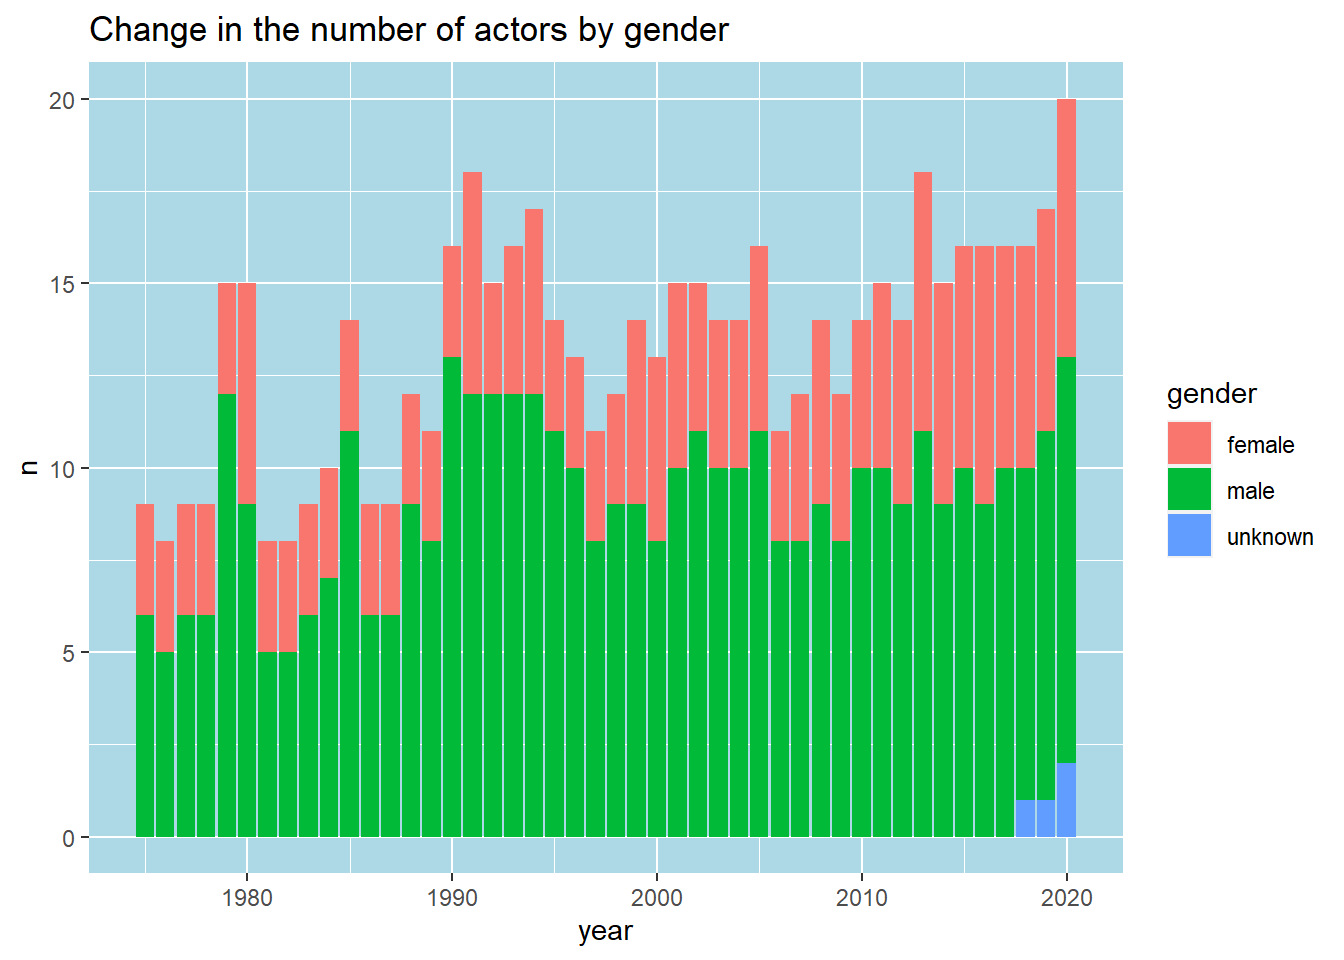 Change in the number of actors by gender
20
15
10
5
0
n
1980 1990 2000 2010 2020
year
gender
female
male
unknown